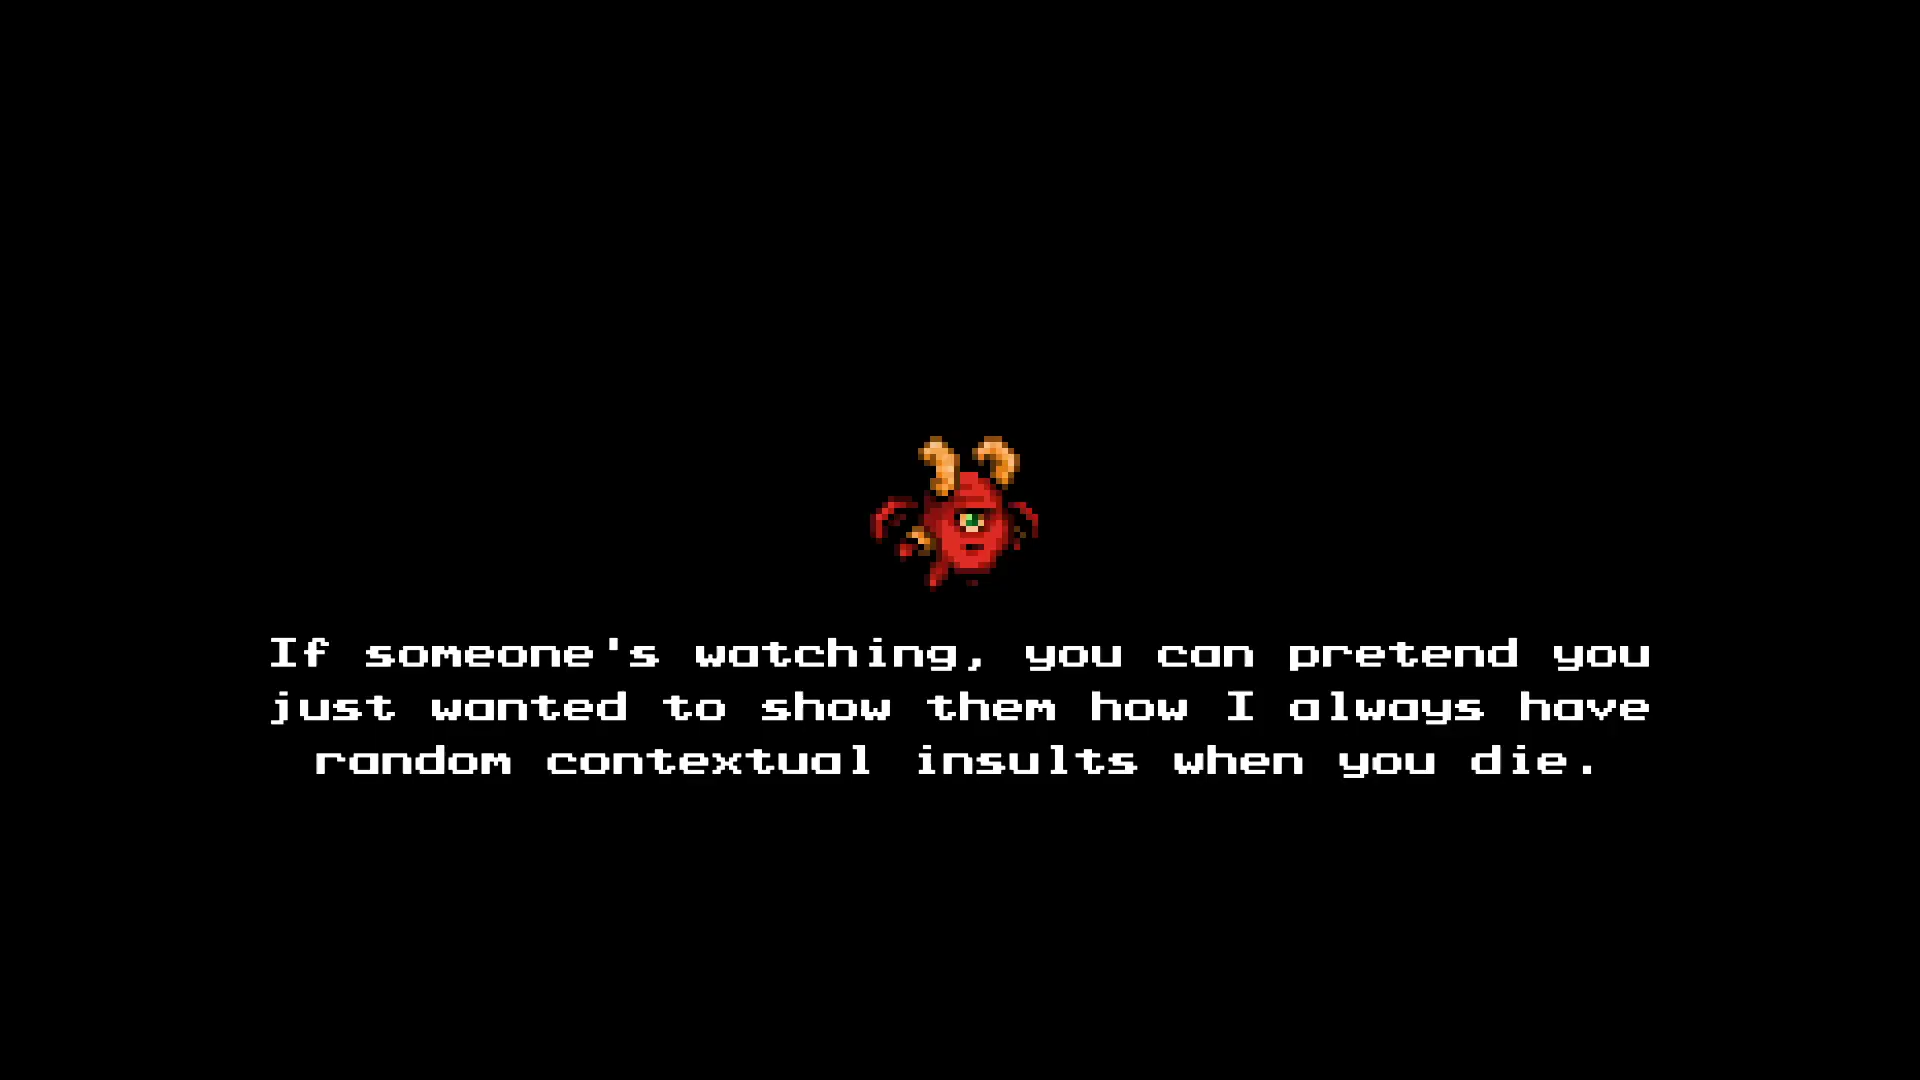 If someone's watching, you can pretend you
just wanted to show them how I always have
random contextual insults when you die.